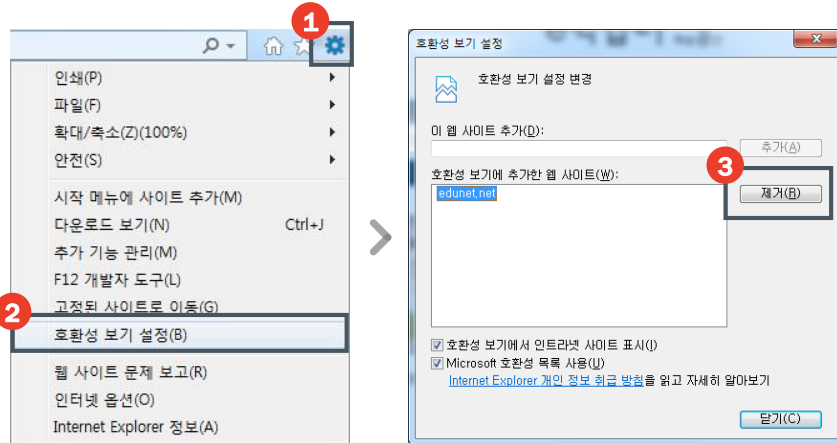 1
인쇄(P)
파일(F)
확대/축소(Z)(100%)
안전(S)
시작 메뉴에 사이트 추가(M)
다운로드 보기(N) Ctrl+J
추가 기능 관리(M)
F12 개발자 도구(L)
고정된 사이트로 이동(G)
2
호환성 보기 설정(B)
웹 사이트 문제 보고(R)
인터넷 옵션(O)
Internet Explorer 정보(A)
호환성 보기 설정
호환성 보기 설정 변경
이 웹 사이트 추가(D):
추가(A)
3
호환성 보기에 추가한 웹 사이트(W):
edunet.net
제거(R)
호환성 보기에서 인트라넷 사이트 표시(I)
Microsoft 호환성 목록 사용(U)
Internet Explorer 개인 정보 취급 방침을 읽고 자세히 알아보기
닫기(C)